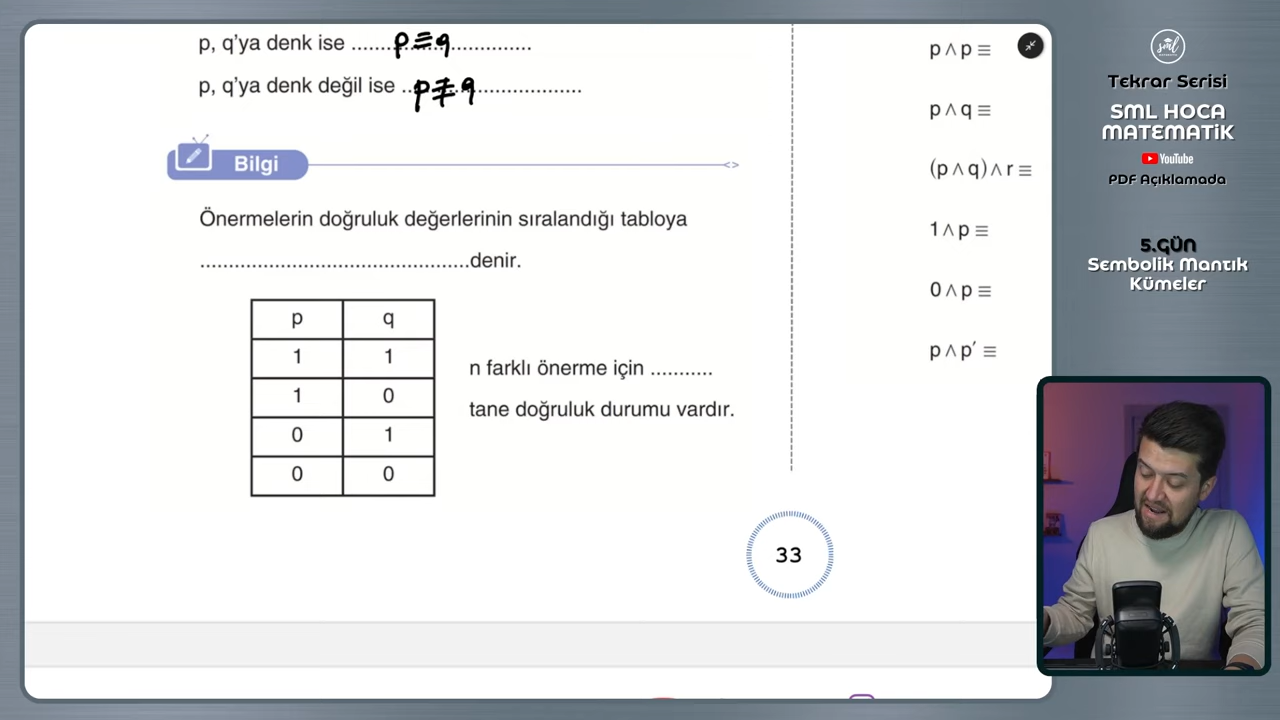 p, q'ya denk ise ....... p ≡ q ..............
p, q'ya denk değil ise .. p ≢ q ..................
Bilgi
Önermelerin doğruluk değerlerinin sıralandığı tabloya
..............................................denir.
p q
1 1
1 0
0 1
0 0
n farklı önerme için ...........
tane doğruluk durumu vardır.
33
p ∧ p ≡
p ∧ q ≡
(p ∧ q) ∧ r ≡
1 ∧ p ≡
0 ∧ p ≡
p ∧ p′ ≡
sml
Tekrar Serisi
SML HOCA
MATEMATİK
YouTube
PDF Açıklamada
5.GÜN
Sembolik Mantık
Kümeler